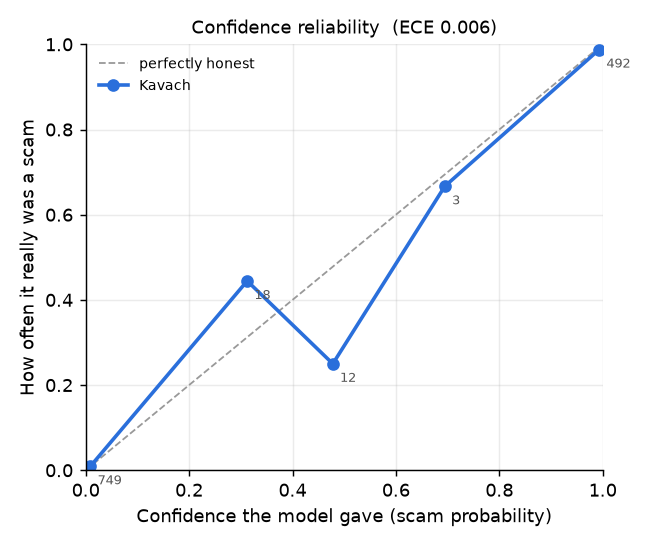 Confidence reliability  (ECE 0.006)
perfectly honest
Kavach
How often it really was a scam
1.0
0.8
0.6
0.4
0.2
0.0
749
18
12
3
492
0.0 0.2 0.4 0.6 0.8 1.0
Confidence the model gave (scam probability)